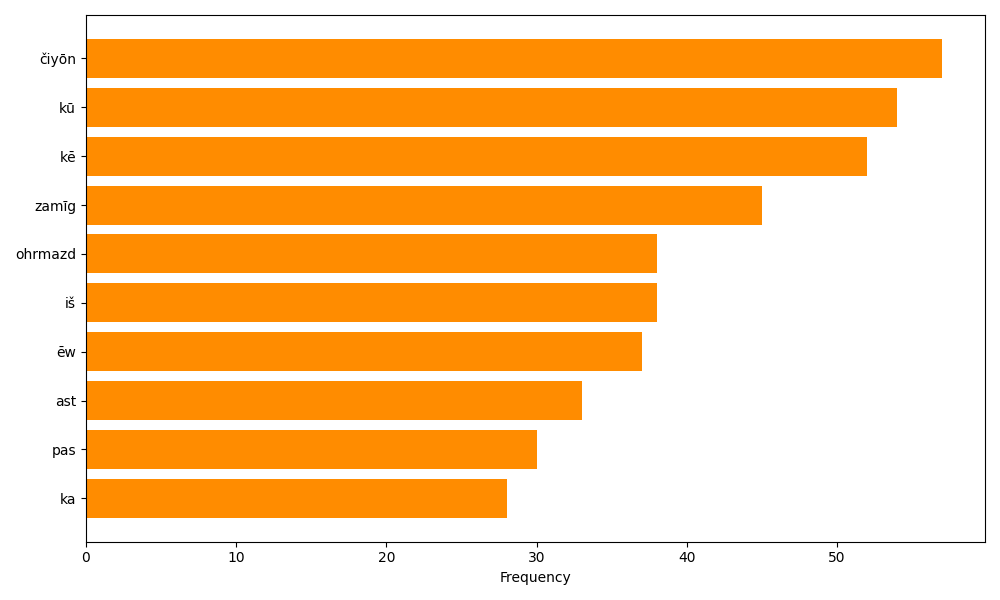 čiyōn
kū
kē
zamīg
ohrmazd
iš
ēw
ast
pas
ka
0 10 20 30 40 50
Frequency